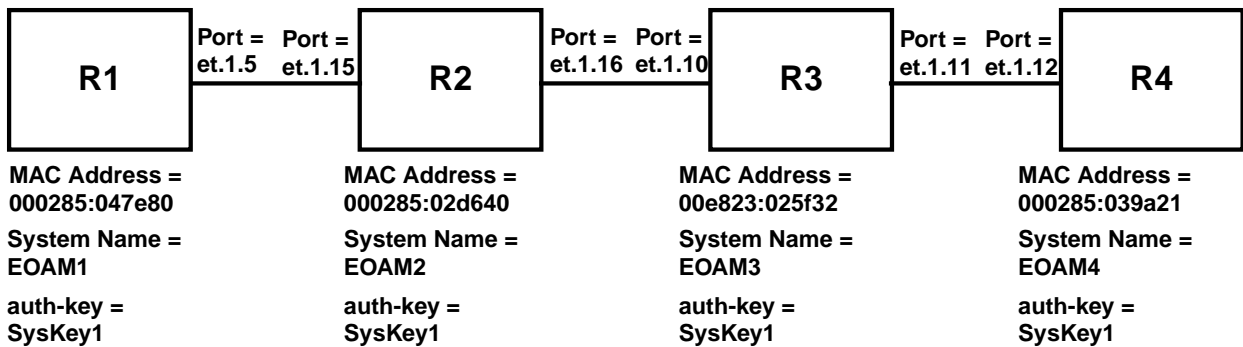 R1
Port =
et.1.5
Port =
et.1.15
R2
Port =
et.1.16
Port =
et.1.10
R3
Port =
et.1.11
Port =
et.1.12
R4
MAC Address =
000285:047e80
System Name =
EOAM1
auth-key =
SysKey1
MAC Address =
000285:02d640
System Name =
EOAM2
auth-key =
SysKey1
MAC Address =
00e823:025f32
System Name =
EOAM3
auth-key =
SysKey1
MAC Address =
000285:039a21
System Name =
EOAM4
auth-key =
SysKey1